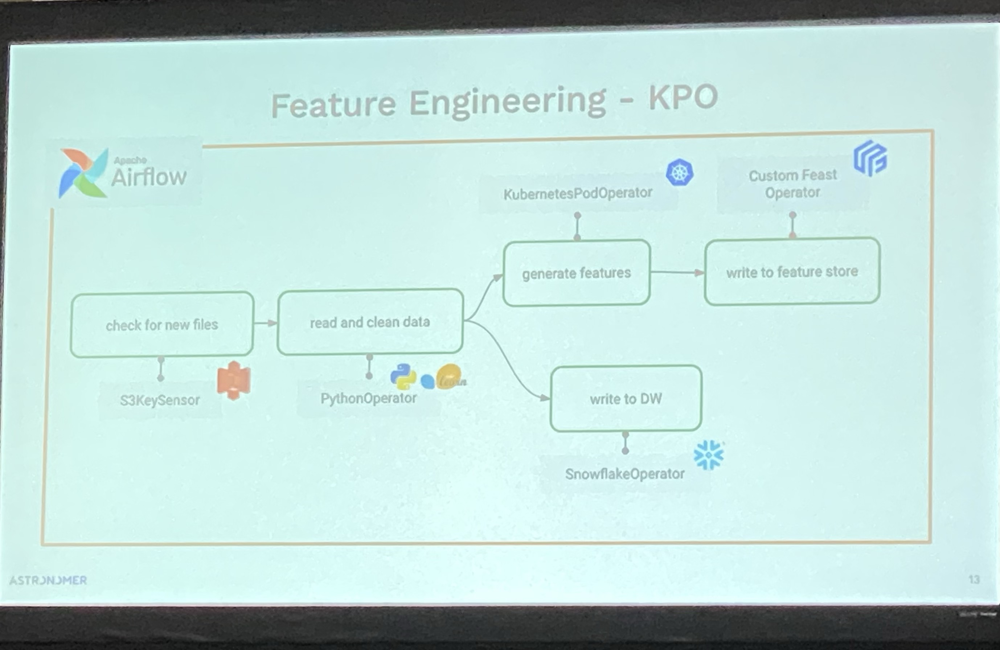 Feature Engineering - KPO
Apache
Airflow
KubernetesPodOperator
Custom Feast
Operator
generate features
write to feature store
check for new files
read and clean data
learn
S3KeySensor
PythonOperator
write to DW
SnowflakeOperator
ASTRONOMER
13